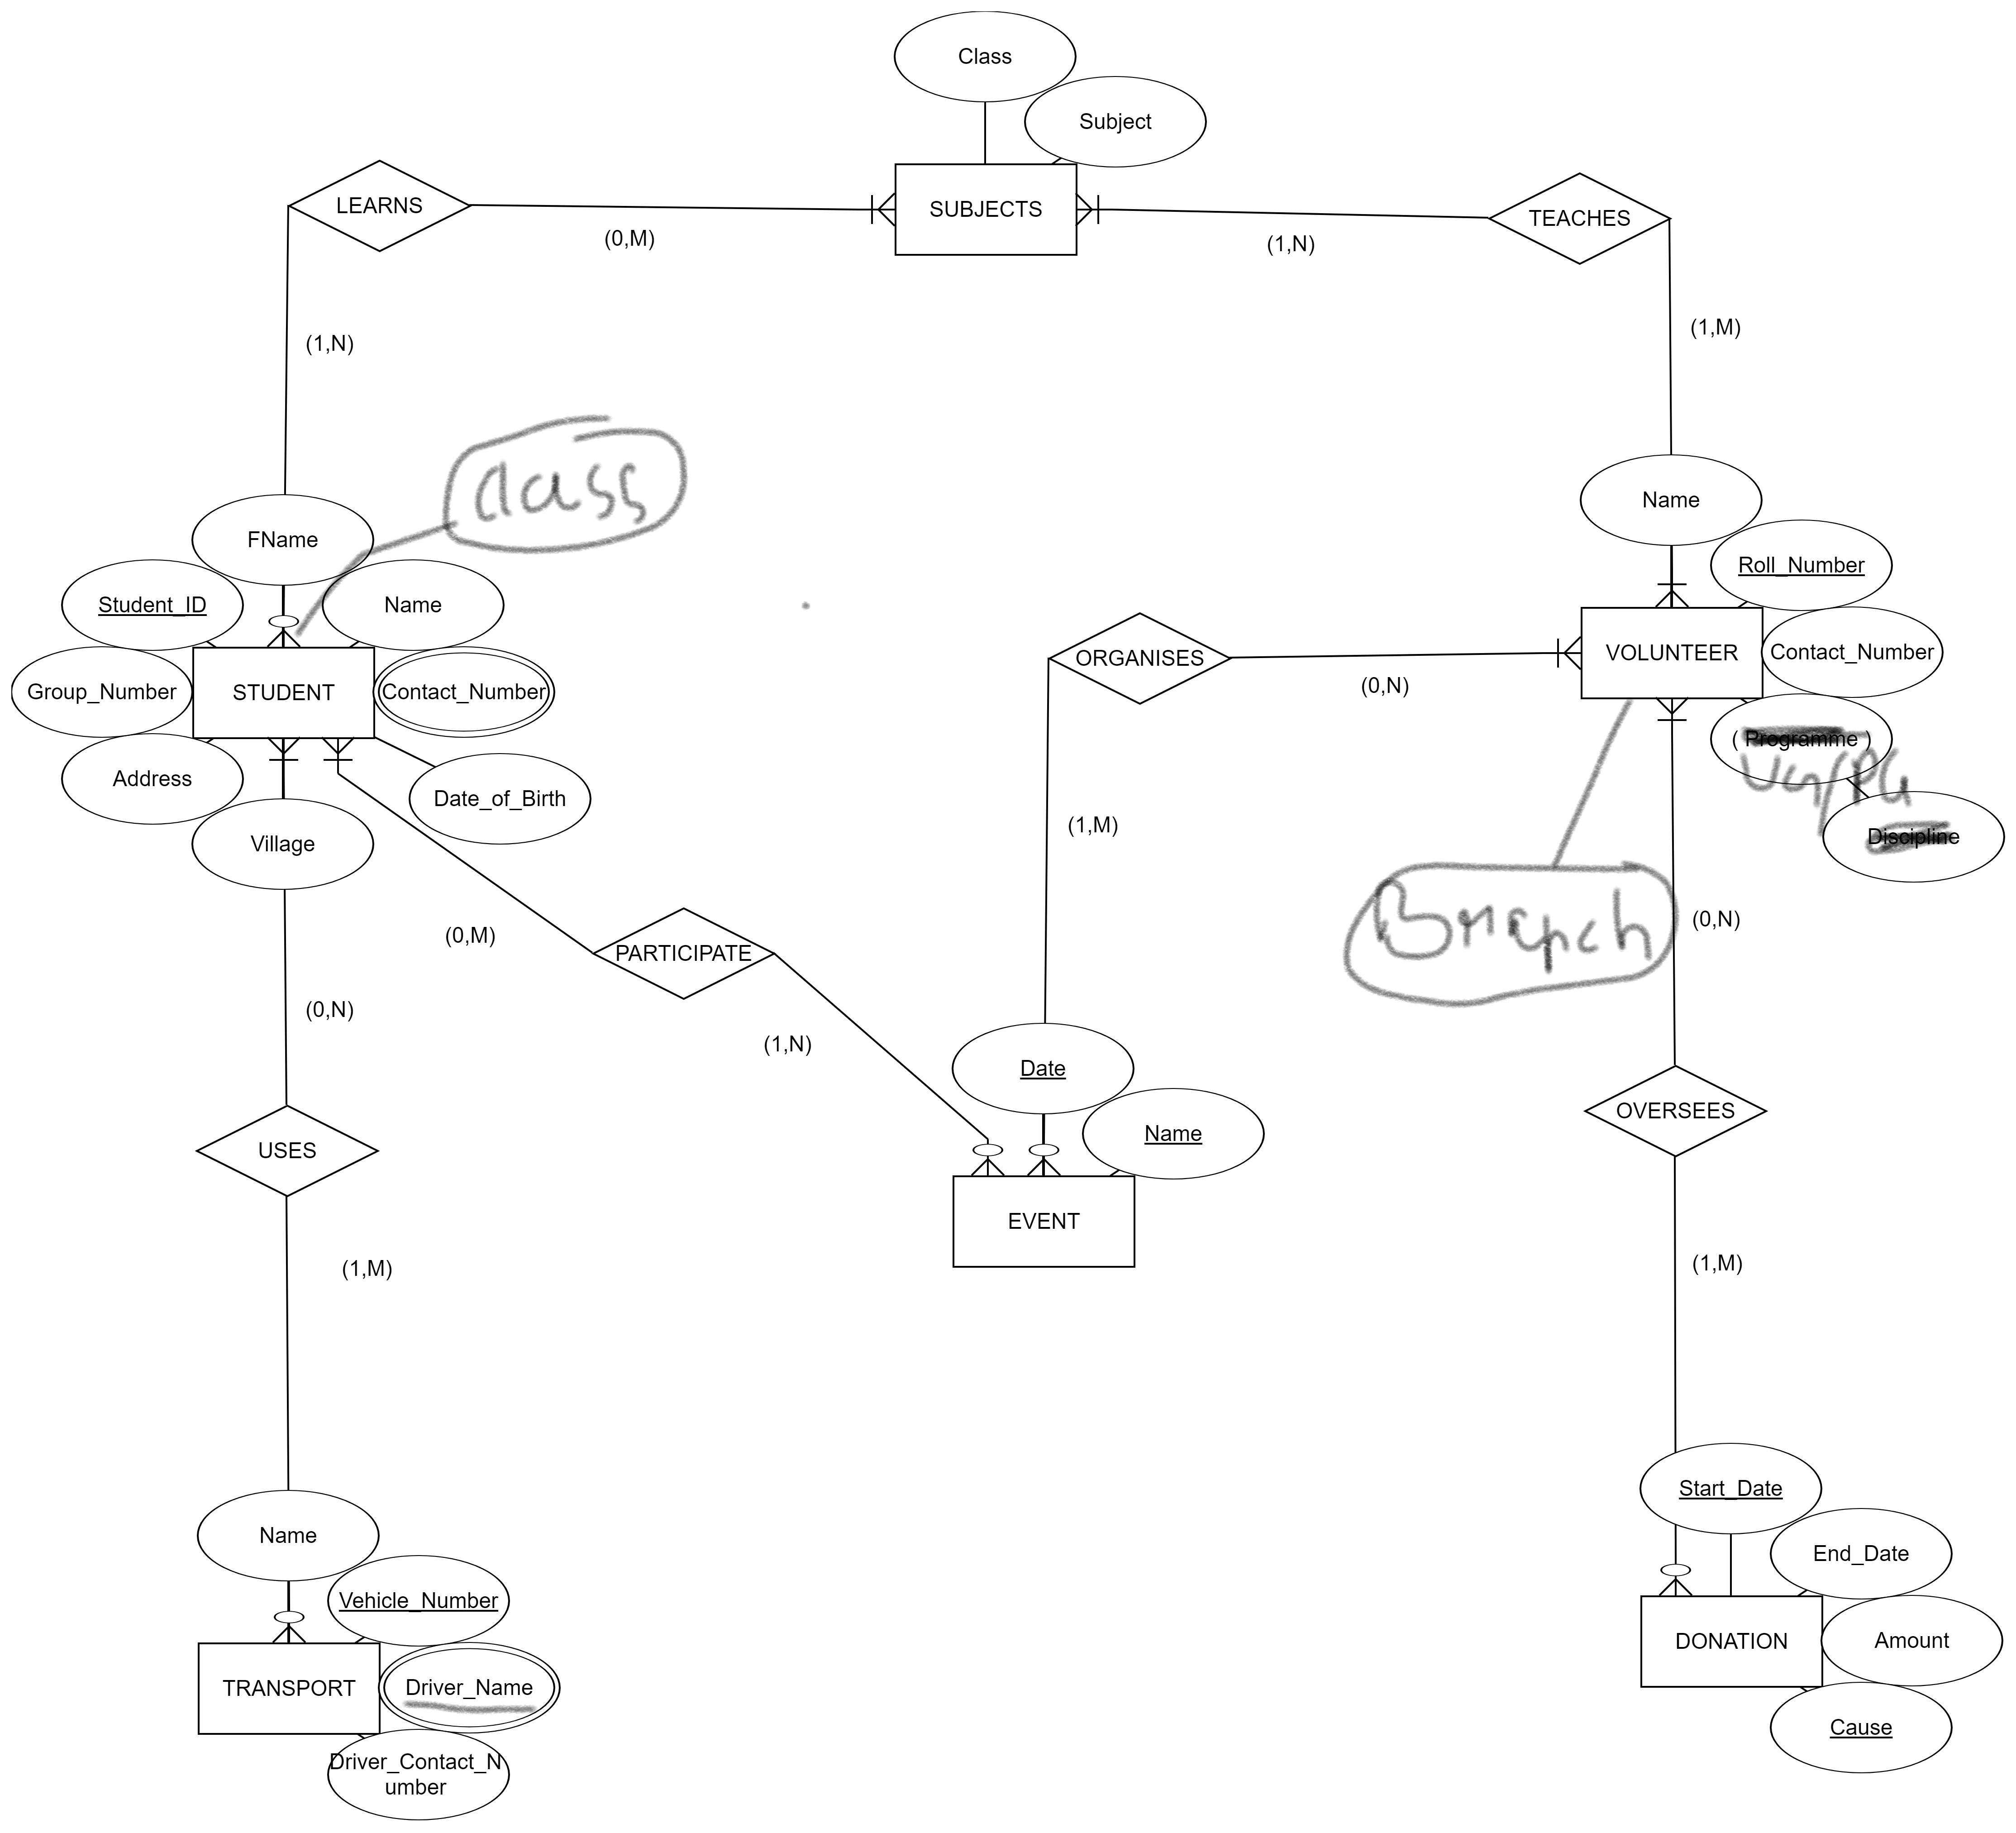 Class
Subject
SUBJECTS
LEARNS
TEACHES
(0,M)
(1,N)
(1,N)
(1,M)
Class
FName
Student_ID
Name
Group_Number
STUDENT
Contact_Number
Address
Date_of_Birth
Village
Name
Roll_Number
VOLUNTEER
Contact_Number
( Programme )
UG/PG
Discipline
Branch
ORGANISES
(0,N)
(1,M)
(0,N)
(0,M)
PARTICIPATE
(1,N)
(0,N)
USES
(1,M)
Date
Name
EVENT
OVERSEES
(1,M)
Name
Vehicle_Number
TRANSPORT
Driver_Name
Driver_Contact_N
umber
Start_Date
End_Date
DONATION
Amount
Cause